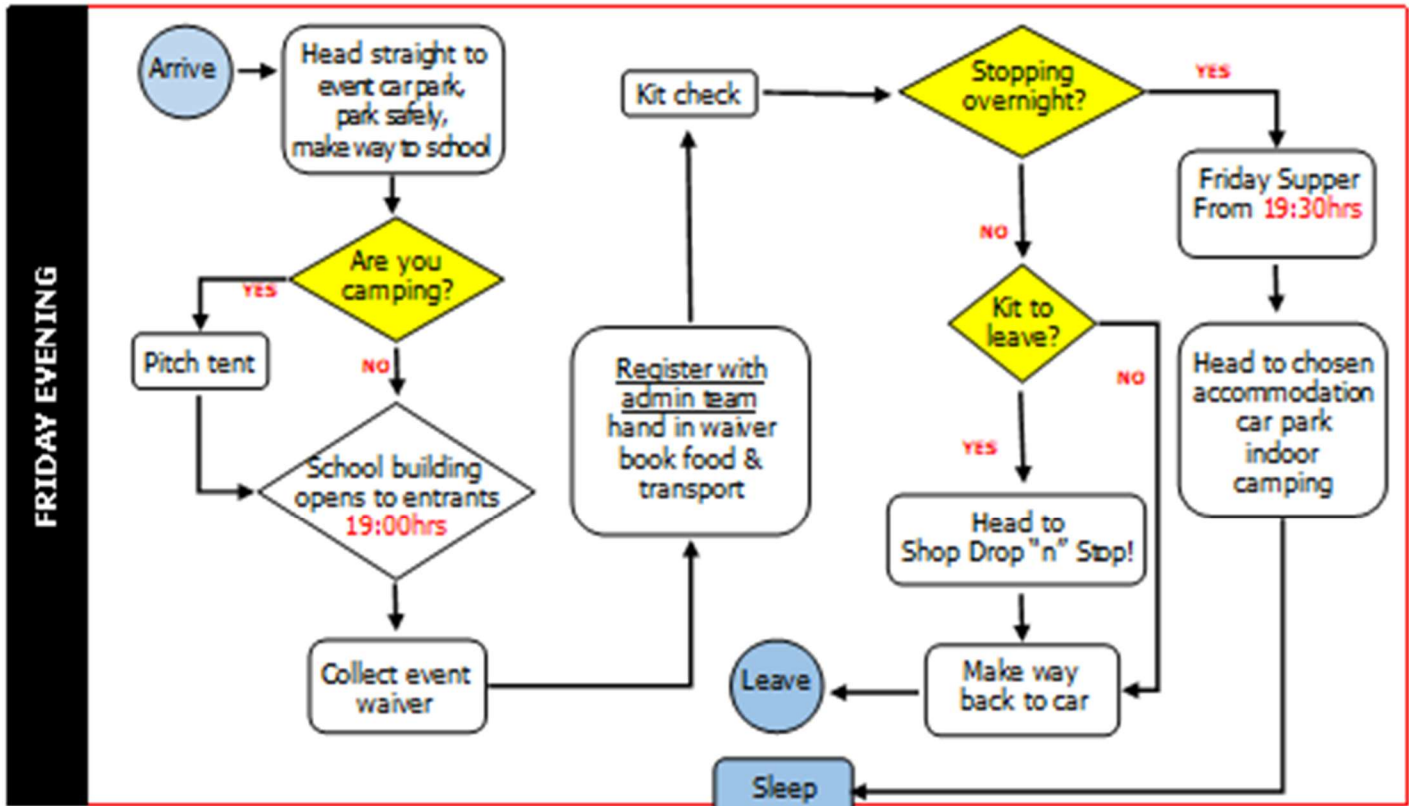 FRIDAY EVENING
Arrive
Head straight to
event car park,
park safely,
make way to school
Are you
camping?
YES
NO
Pitch tent
School building
opens to entrants
19:00hrs
Collect event
waiver
Register with
admin team
hand in waiver
book food &
transport
Kit check
Stopping
overnight?
YES
NO
Kit to
leave?
NO
YES
Head to
Shop Drop "n" Stop!
Make way
back to car
Leave
Friday Supper
From 19:30hrs
Head to chosen
accommodation
car park
indoor
camping
Sleep